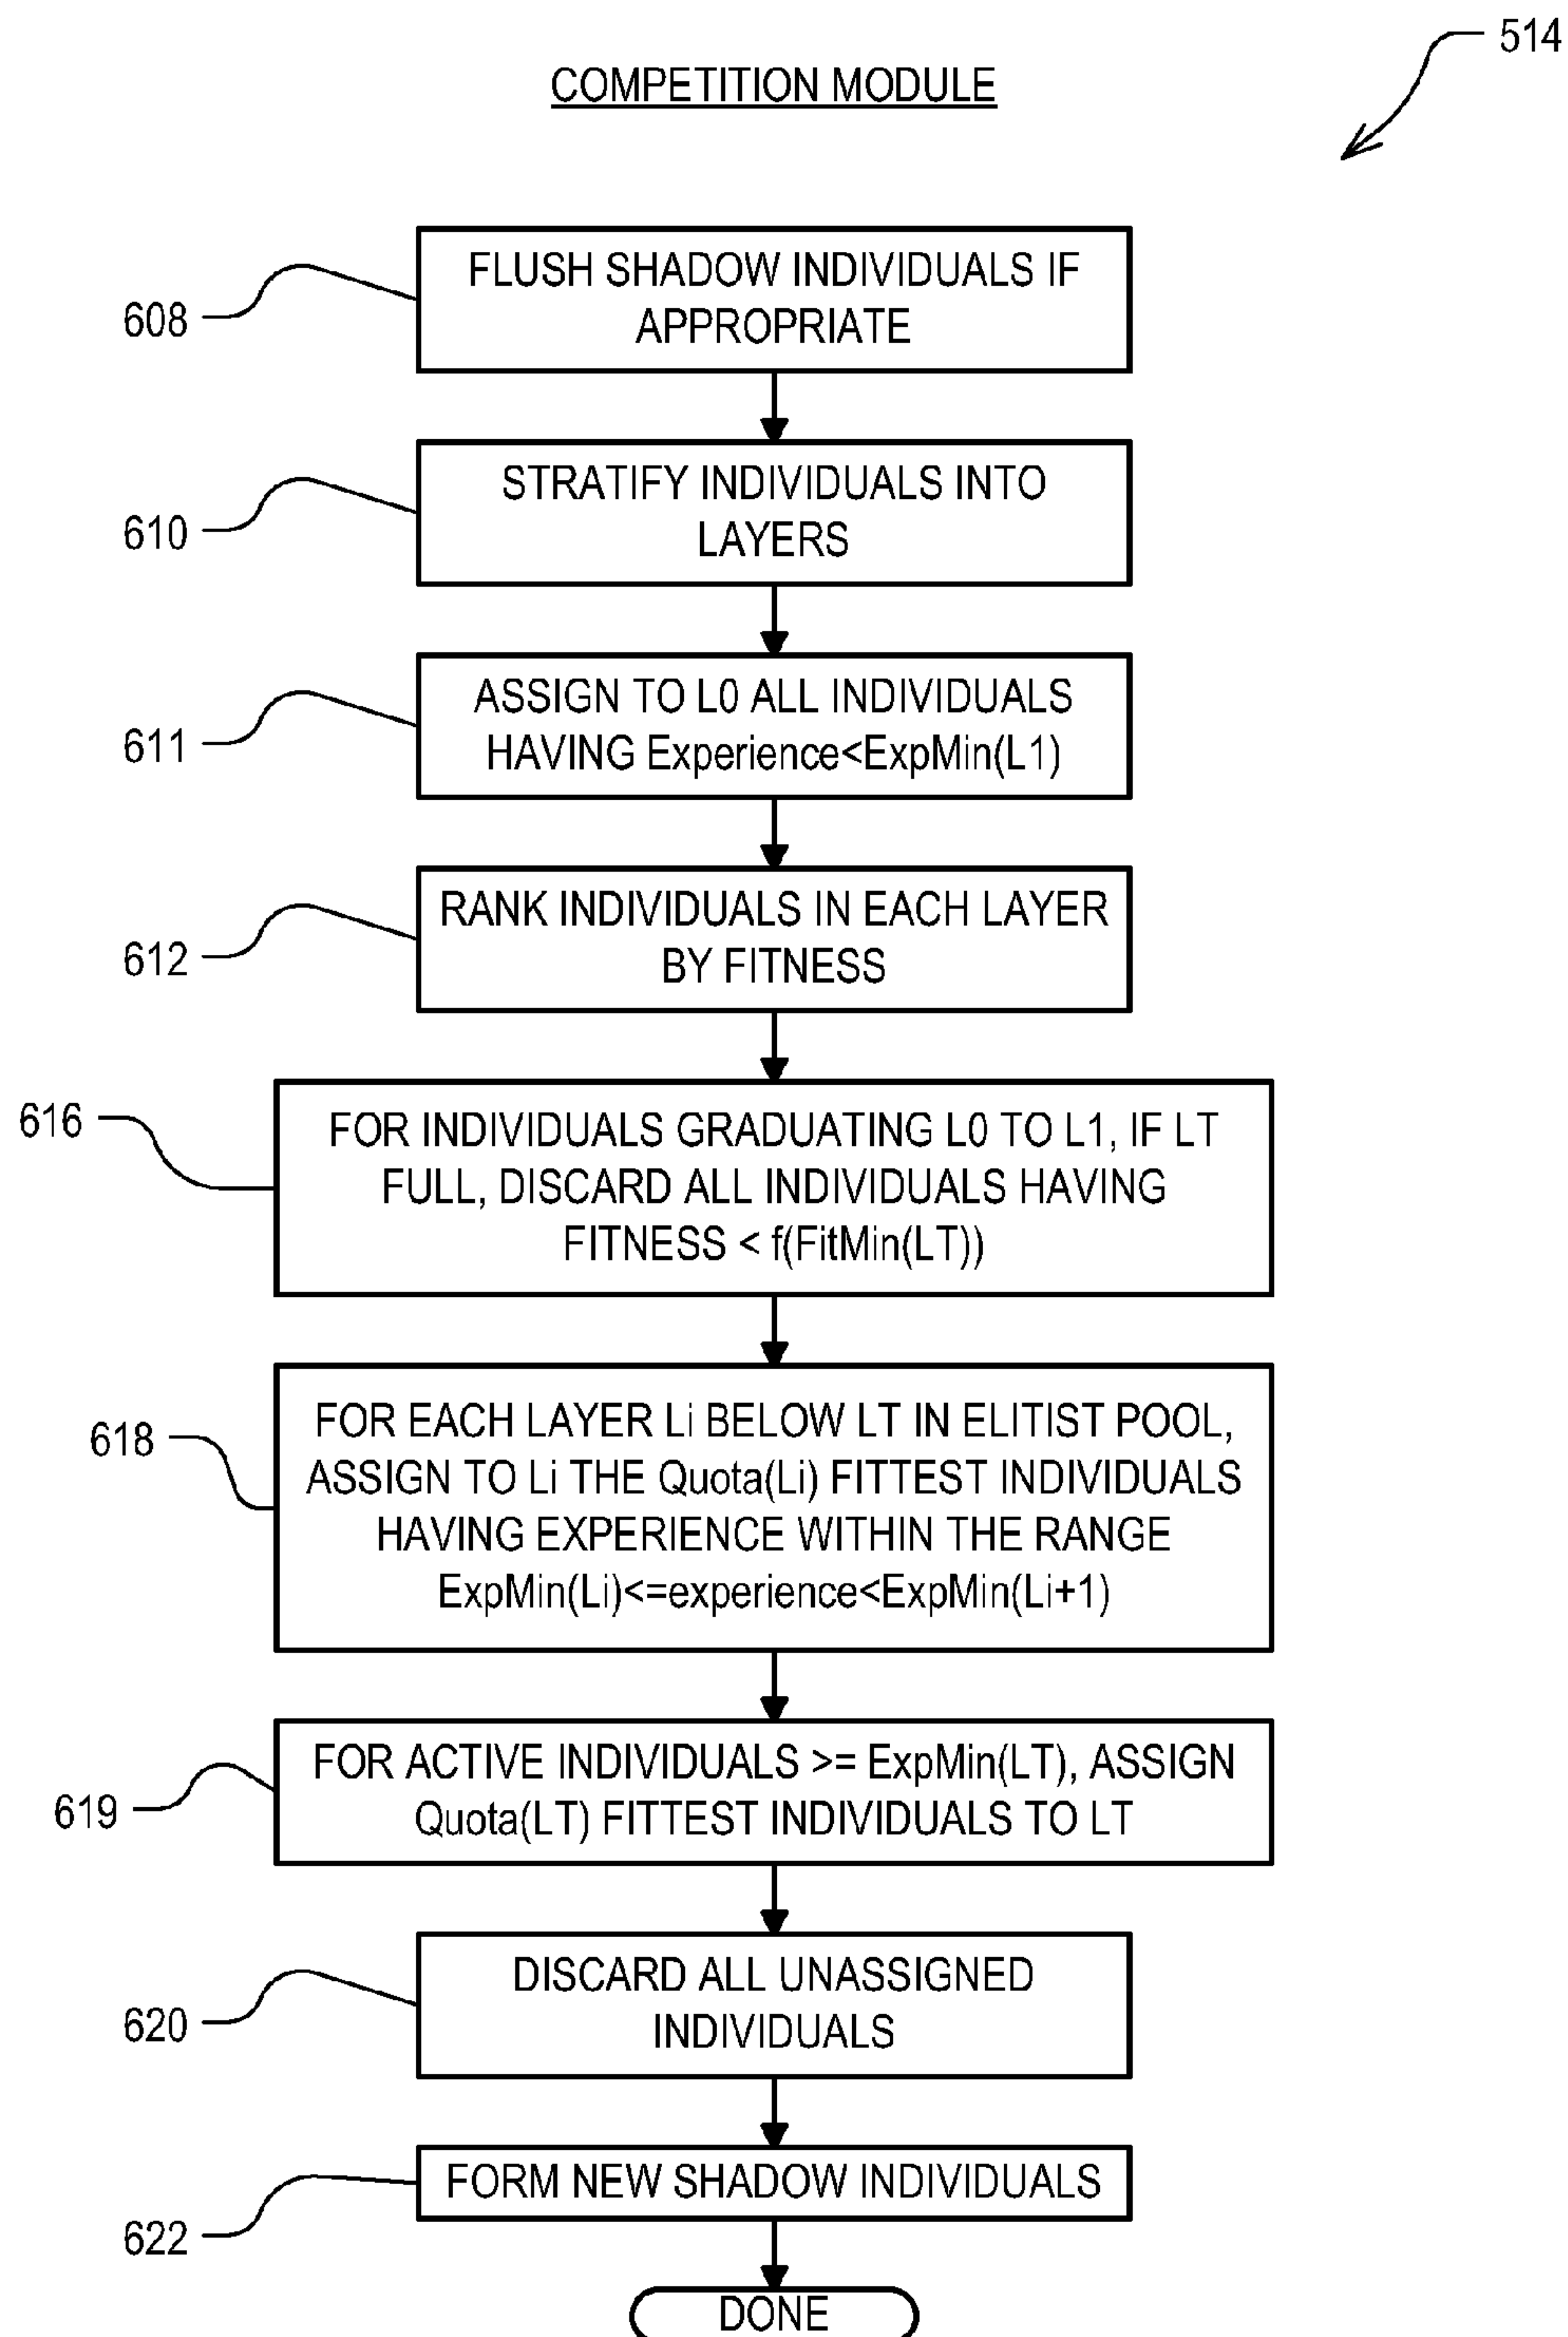 514
COMPETITION MODULE
FLUSH SHADOW INDIVIDUALS IF
APPROPRIATE
608
STRATIFY INDIVIDUALS INTO
LAYERS
610
ASSIGN TO L0 ALL INDIVIDUALS
HAVING Experience<ExpMin(L1)
611
RANK INDIVIDUALS IN EACH LAYER
BY FITNESS
612
616
FOR INDIVIDUALS GRADUATING L0 TO L1, IF LT
FULL, DISCARD ALL INDIVIDUALS HAVING
FITNESS < f(FitMin(LT))
618
FOR EACH LAYER Li BELOW LT IN ELITIST POOL,
ASSIGN TO Li THE Quota(Li) FITTEST INDIVIDUALS
HAVING EXPERIENCE WITHIN THE RANGE
ExpMin(Li)<=experience<ExpMin(Li+1)
FOR ACTIVE INDIVIDUALS >= ExpMin(LT), ASSIGN
Quota(LT) FITTEST INDIVIDUALS TO LT
619
DISCARD ALL UNASSIGNED
INDIVIDUALS
620
FORM NEW SHADOW INDIVIDUALS
622
DONE